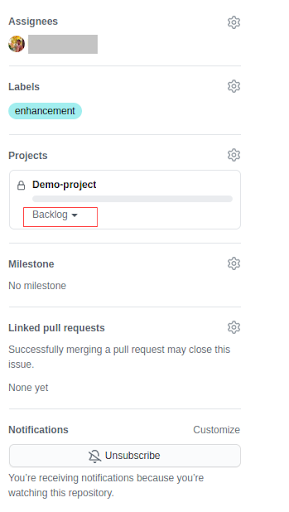 Assignees
Labels
enhancement
Projects
Demo-project
Backlog
Milestone
No milestone
Linked pull requests
Successfully merging a pull request may close this
issue.
None yet
Notifications Customize
Unsubscribe
You're receiving notifications because you're
watching this repository.